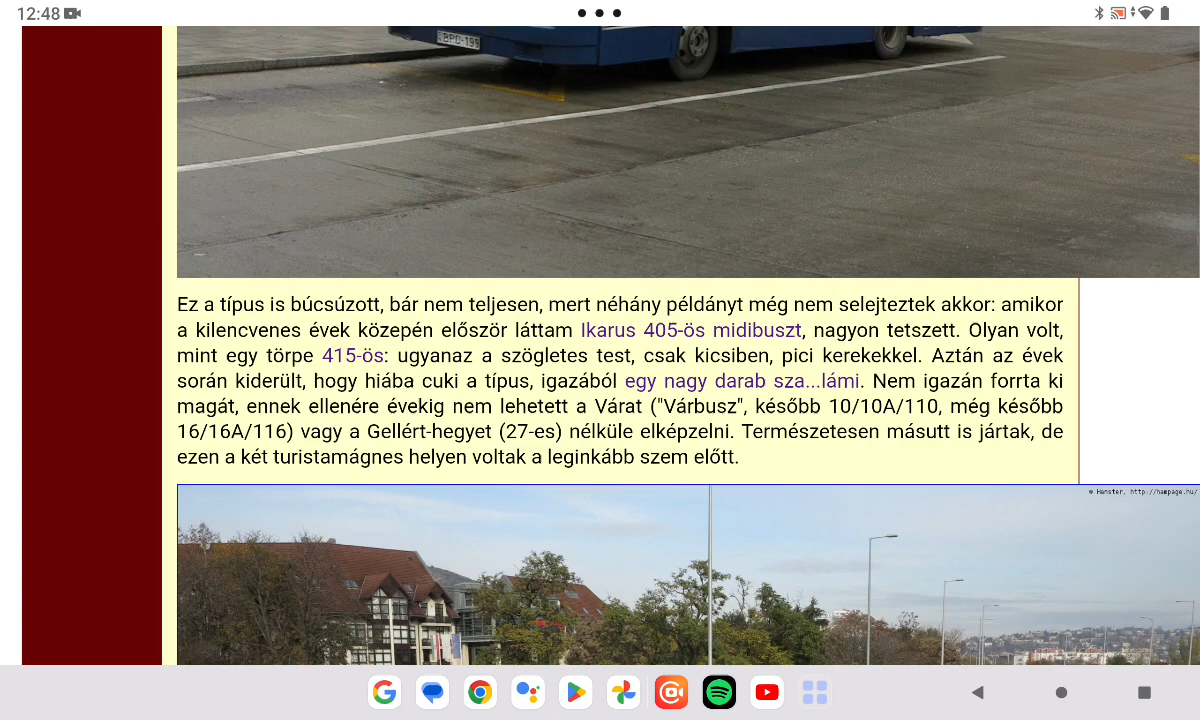 12:48
BPO-199
Ez a típus is búcsúzott, bár nem teljesen, mert néhány példányt még nem selejteztek akkor: amikor
a kilencvenes évek közepén először láttam Ikarus 405-ös midibuszt, nagyon tetszett. Olyan volt,
mint egy törpe 415-ös: ugyanaz a szögletes test, csak kicsiben, pici kerekekkel. Aztán az évek
során kiderült, hogy hiába cuki a típus, igazából egy nagy darab sza...lámi. Nem igazán forrta ki
magát, ennek ellenére évekig nem lehetett a Várat ("Várbusz", később 10/10A/110, még később
16/16A/116) vagy a Gellért-hegyet (27-es) nélküle elképzelni. Természetesen másutt is jártak, de
ezen a két turistamágnes helyen voltak a leginkább szem előtt.
© Hamster, http://hampage.hu/